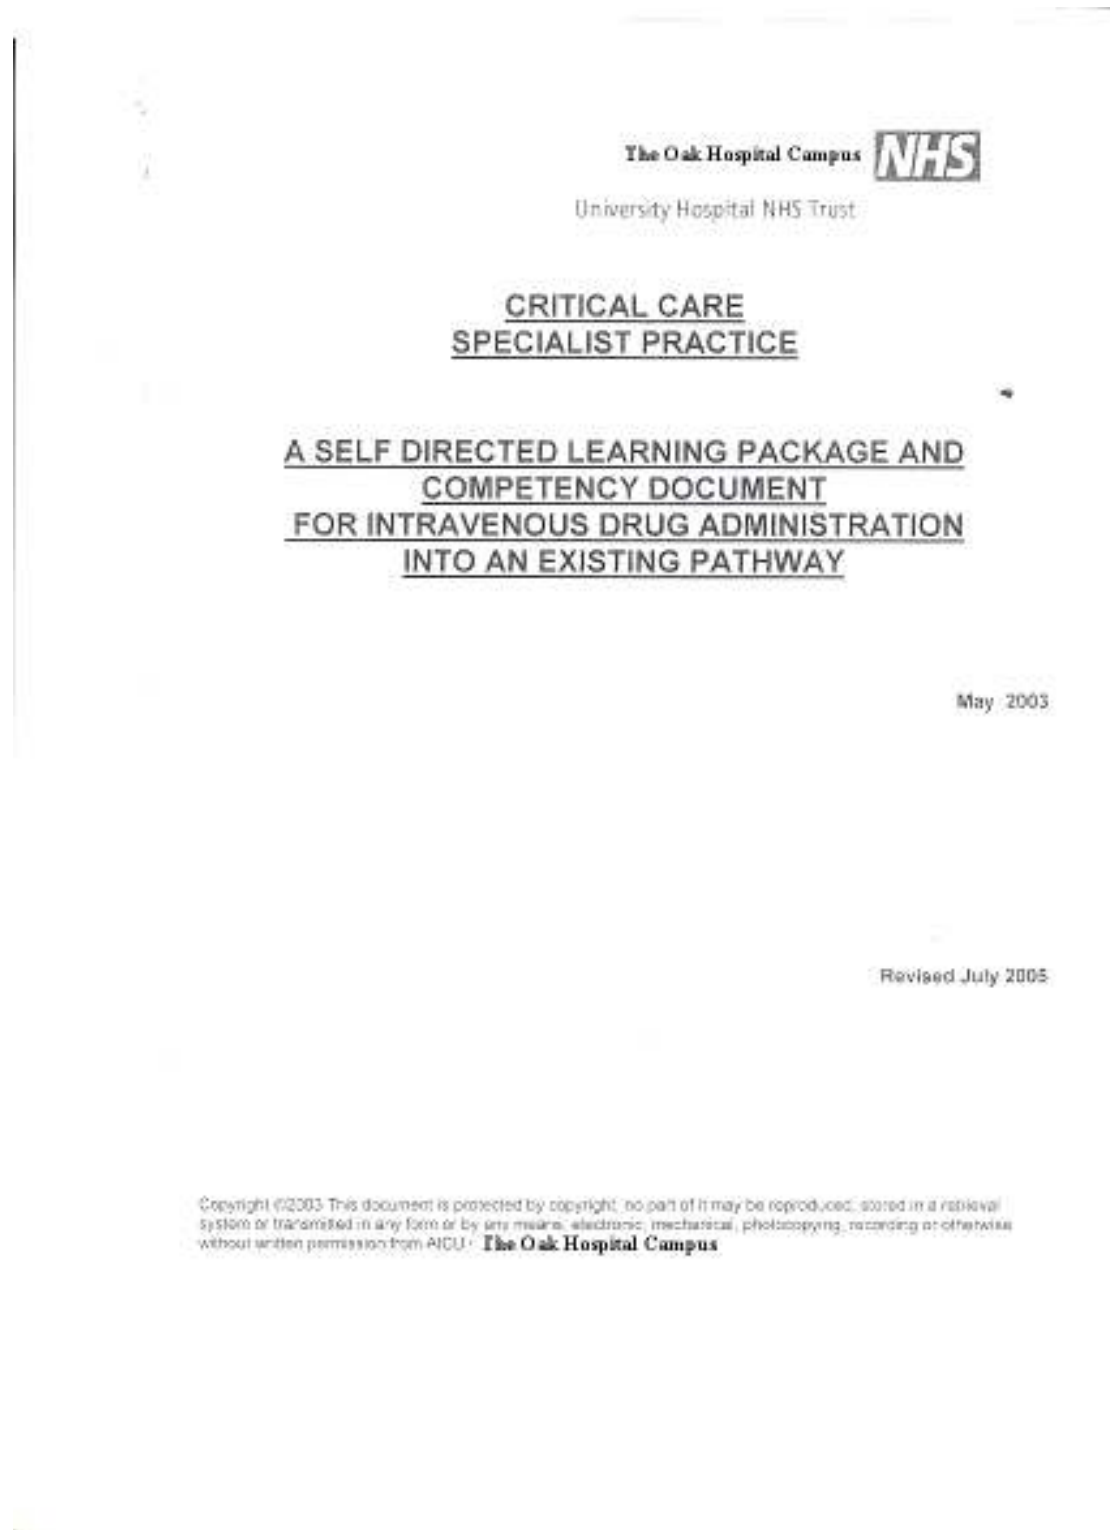 The Oak Hospital Campus NHS
University Hospital NHS Trust
CRITICAL CARE
SPECIALIST PRACTICE
A SELF DIRECTED LEARNING PACKAGE AND
COMPETENCY DOCUMENT
FOR INTRAVENOUS DRUG ADMINISTRATION
INTO AN EXISTING PATHWAY
May 2003
Revised July 2005
Copyright ©2003 This document is protected by copyright, no part of it may be reproduced, stored in a retrieval
system or transmitted in any form or by any means, electronic, mechanical, photocopying, recording or otherwise
without written permission from AICU - The Oak Hospital Campus